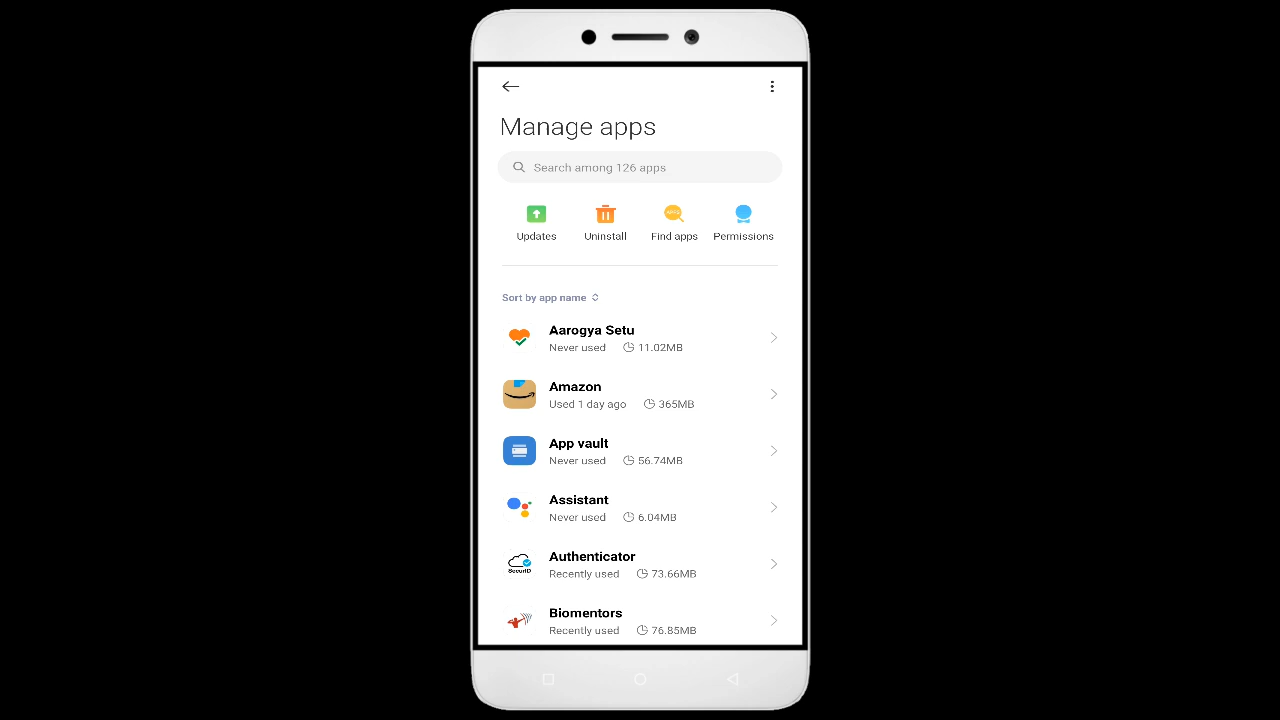 Manage apps
Search among 126 apps
Updates Uninstall Find apps Permissions
Sort by app name
Aarogya Setu
Never used 11.02MB
Amazon
Used 1 day ago 365MB
App vault
Never used 56.74MB
Assistant
Never used 6.04MB
Authenticator
SecurID
Recently used 73.66MB
Biomentors
Recently used 76.85MB